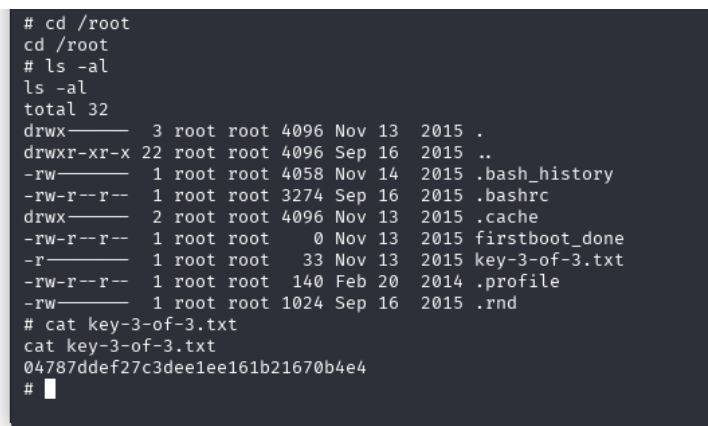 # cd /root
cd /root
# ls -al
ls -al
total 32
drwx------  3 root root 4096 Nov 13  2015 .
drwxr-xr-x 22 root root 4096 Sep 16  2015 ..
-rw-------  1 root root 4058 Nov 14  2015 .bash_history
-rw-r--r--  1 root root 3274 Sep 16  2015 .bashrc
drwx------  2 root root 4096 Nov 13  2015 .cache
-rw-r--r--  1 root root    0 Nov 13  2015 firstboot_done
-r--------  1 root root   33 Nov 13  2015 key-3-of-3.txt
-rw-r--r--  1 root root  140 Feb 20  2014 .profile
-rw-------  1 root root 1024 Sep 16  2015 .rnd
# cat key-3-of-3.txt
cat key-3-of-3.txt
04787ddef27c3dee1ee161b21670b4e4
#